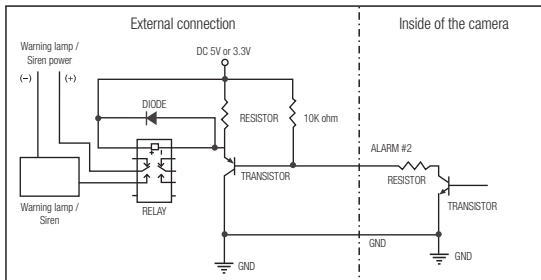 External connection
Inside of the camera
Warning lamp /
Siren power
(–)
(+)
DC 5V or 3.3V
DIODE
RESISTOR
10K ohm
+
–
ALARM #2
RESISTOR
TRANSISTOR
TRANSISTOR
RELAY
Warning lamp /
Siren
GND
GND
GND